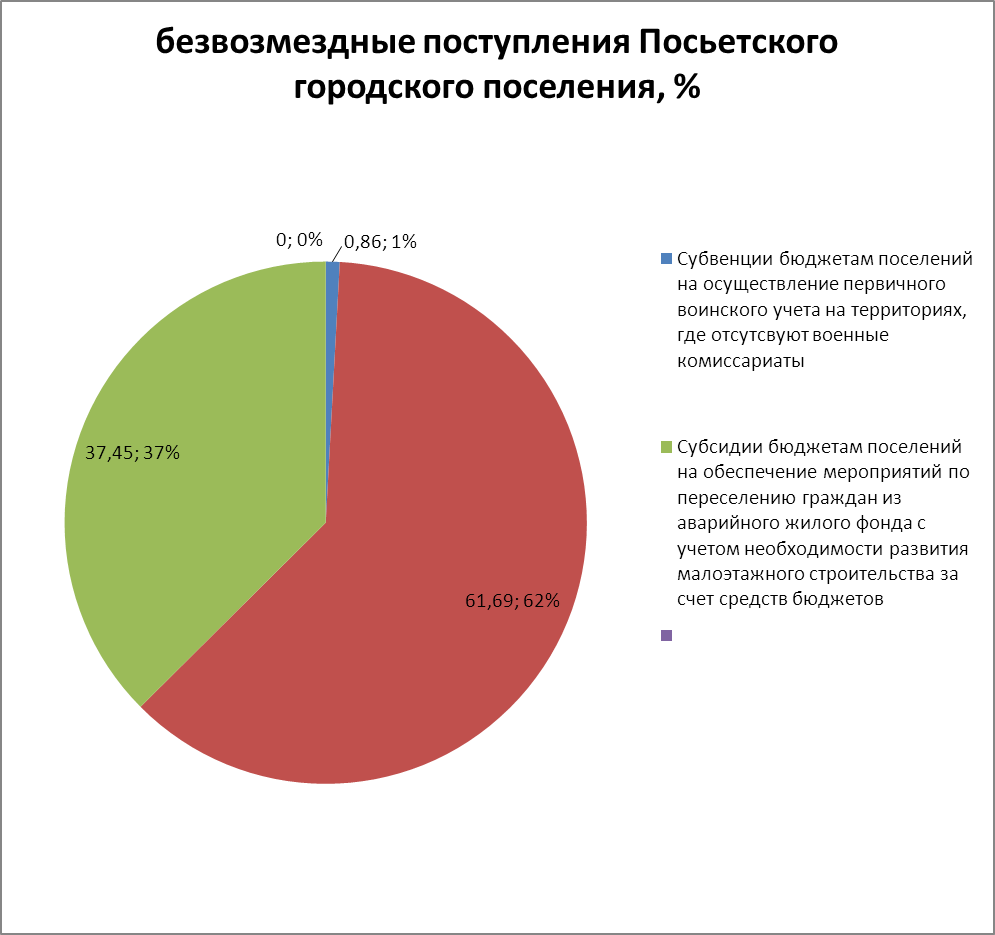 безвозмездные поступления Посьетского
городского поселения, %
0; 0%
0,86; 1%
37,45; 37%
61,69; 62%
Субвенции бюджетам поселений
на осуществление первичного
воинского учета на территориях,
где отсутсвуют военные
комиссариаты
Субсидии бюджетам поселений
на обеспечение мероприятий по
переселению граждан из
аварийного жилого фонда с
учетом необходимости развития
малоэтажного строительства за
счет средств бюджетов